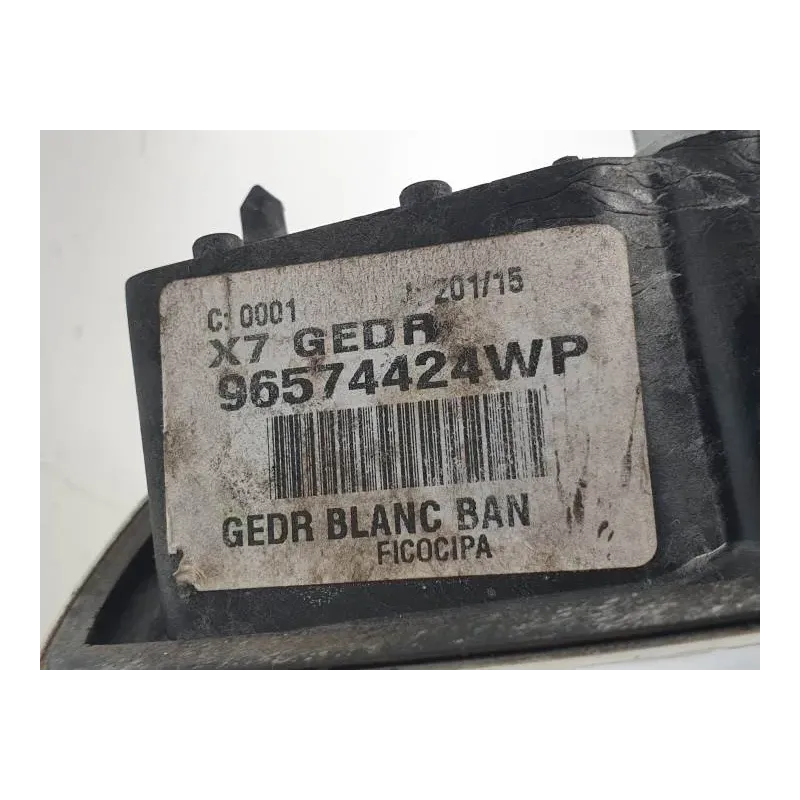 C: 0001 201/15
X7 GEDR
96574424WP
GEDR BLANC BAN
FICOCIPA